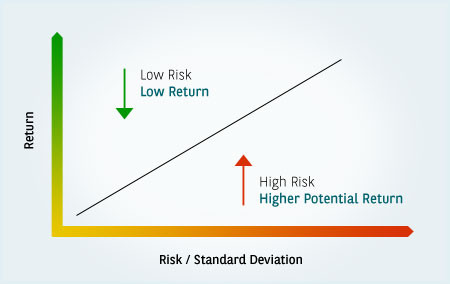 Low Risk
Low Return
Return
High Risk
Higher Potential Return
Risk / Standard Deviation